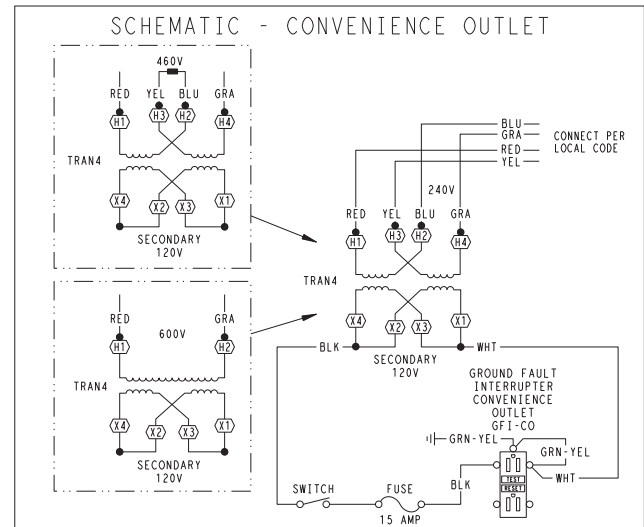 SCHEMATIC - CONVENIENCE OUTLET
460V
RED YEL BLU GRA
H1 H3 H2 H4
TRAN4
X4 X2 X3 X1
SECONDARY
120V
RED GRA
600V
H1 H2
TRAN4
X4 X2 X3 X1
SECONDARY
120V
BLU
GRA
RED
YEL
CONNECT PER
LOCAL CODE
240V
RED YEL BLU GRA
H1 H3 H2 H4
TRAN4
X4 X2 X3 X1
BLK
WHT
SECONDARY
120V
GROUND FAULT
INTERRUPTER
CONVENIENCE
OUTLET
GFI-CO
GRN-YEL
GRN-YEL
WHT
BLK
TEST
RESET
SWITCH
FUSE
15 AMP